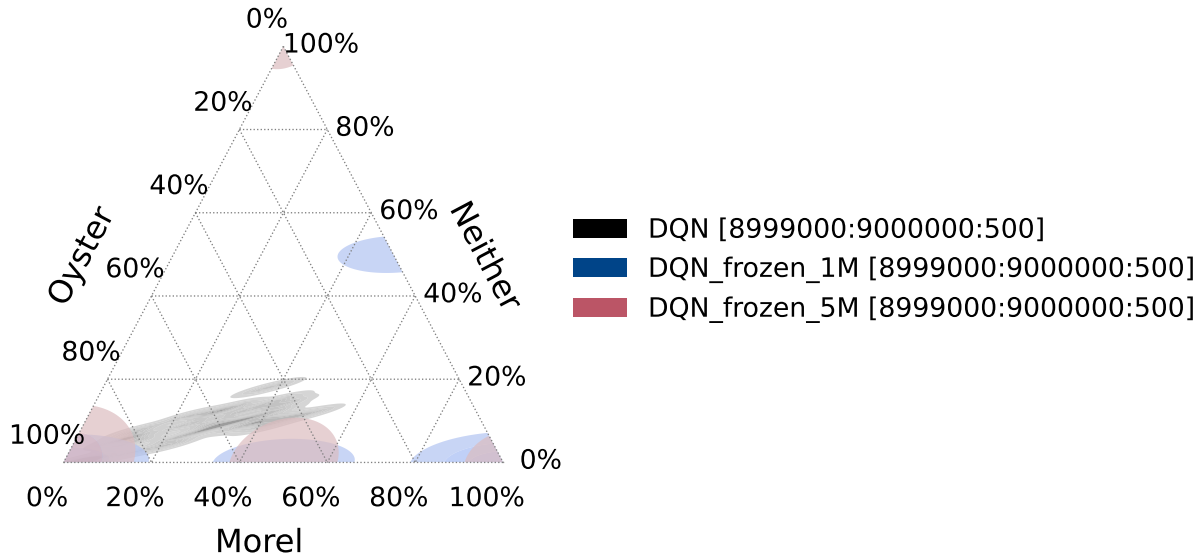 0%
100%
20%
80%
40%
60%
Oyster
Neither
60%
40%
80%
20%
100%
0%
0% 20% 40% 60% 80% 100%
Morel
DQN [8999000:9000000:500]
DQN_frozen_1M [8999000:9000000:500]
DQN_frozen_5M [8999000:9000000:500]